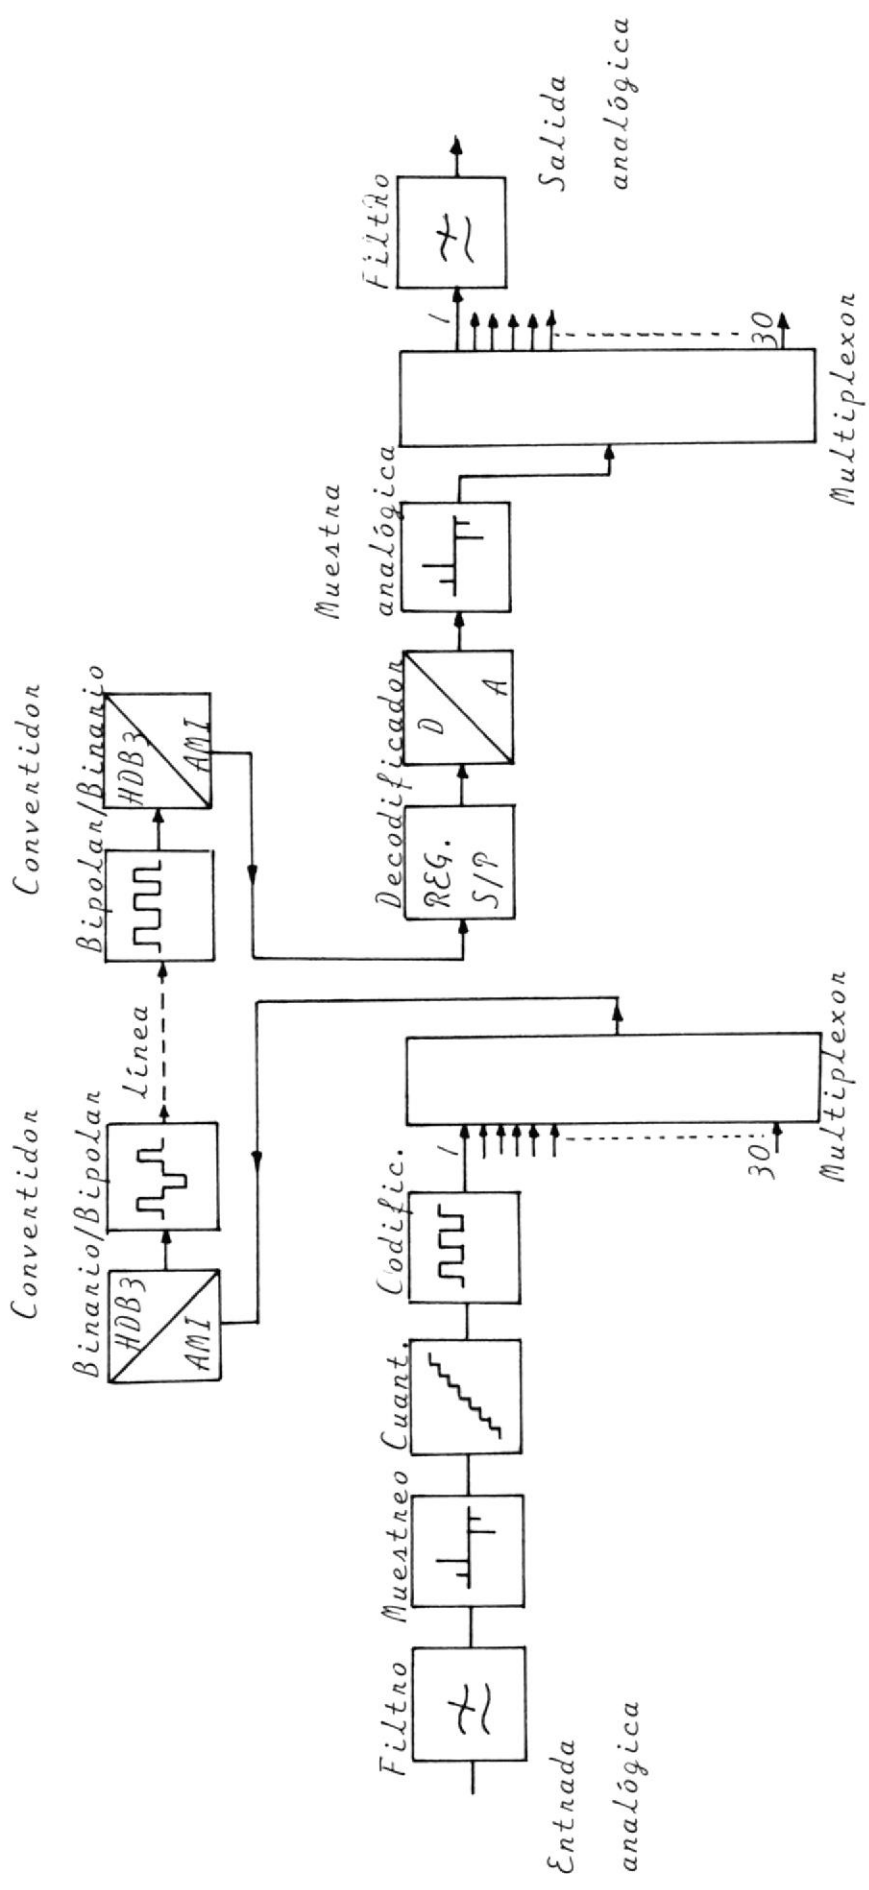 Convertidor
Binario/Bipolar
HDB3
AMI
Línea
Convertidor
Bipolar/Binario
HDB3
AMI
Entrada
analógica
Filtro
Muestreo
Cuant.
Codific.
1
30
Multiplexor
Decodificador
REG.
S/P
D
A
Muestra
analógica
Multiplexor
1
30
Filtro
Salida
analógica